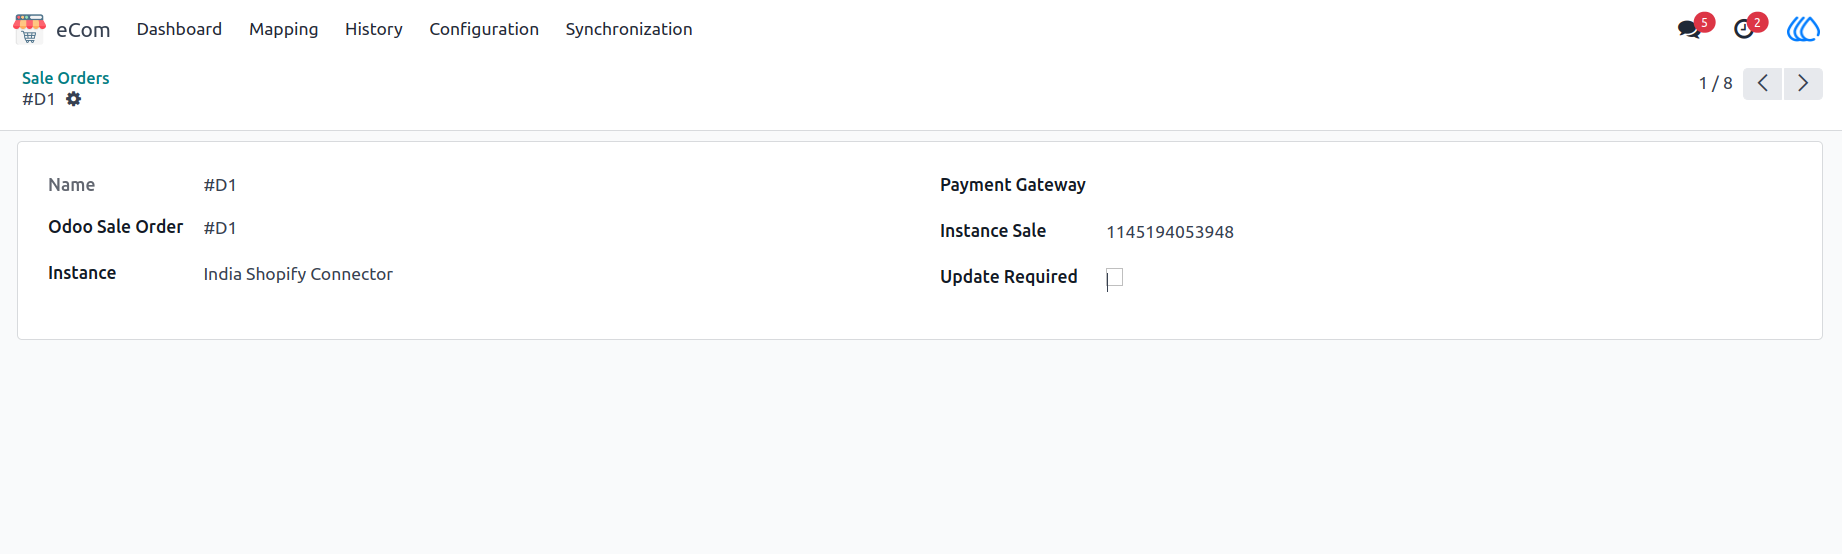 eCom Dashboard Mapping History Configuration Synchronization 5 2
Sale Orders
#D1
1 / 8
Name #D1
Odoo Sale Order #D1
Instance India Shopify Connector
Payment Gateway
Instance Sale 1145194053948
Update Required